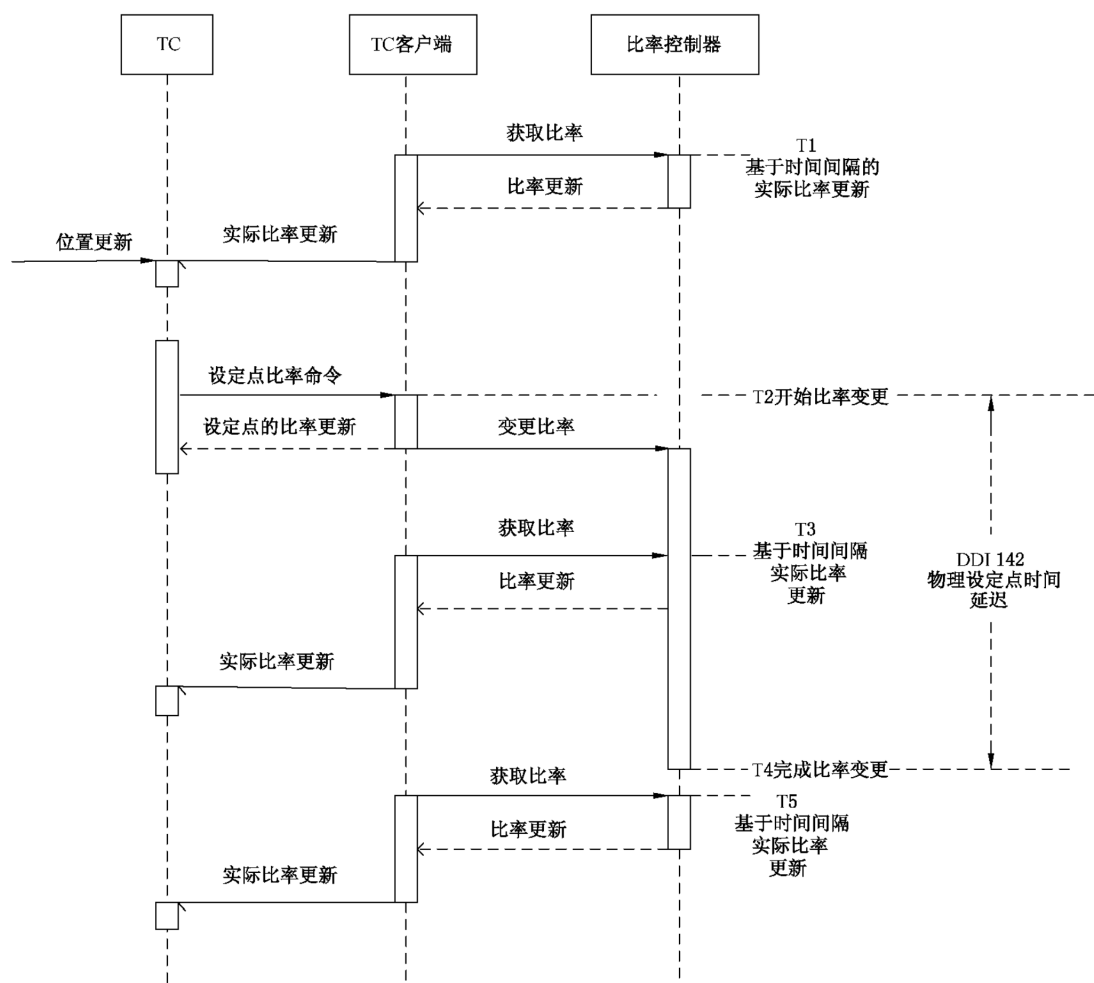 TC
TC客户端
比率控制器
获取比率
T1
基于时间间隔的
实际比率更新
比率更新
位置更新
实际比率更新
设定点比率命令
T2开始比率变更
设定点的比率更新
变更比率
获取比率
T3
基于时间间隔
实际比率
更新
比率更新
DDI 142
物理设定点时间
延迟
实际比率更新
T4完成比率变更
获取比率
T5
基于时间间隔
实际比率
更新
比率更新
实际比率更新